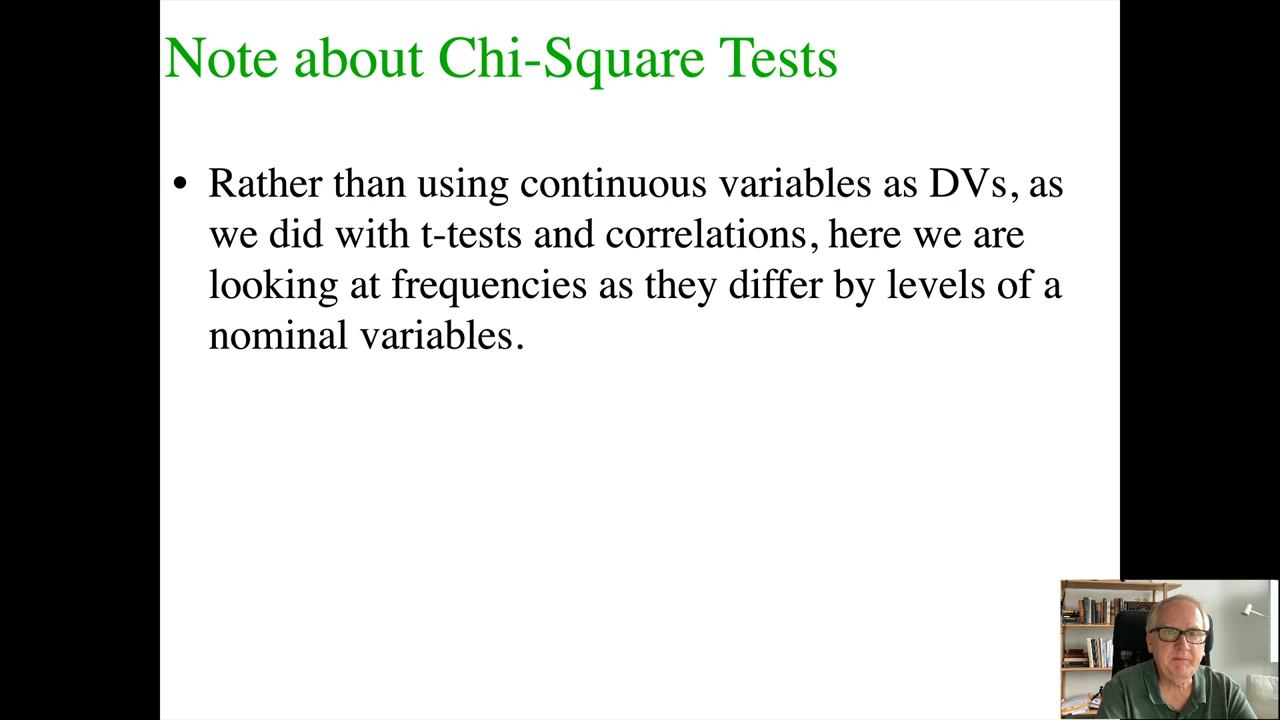 Note about Chi-Square Tests
• Rather than using continuous variables as DVs, as
we did with t-tests and correlations, here we are
looking at frequencies as they differ by levels of a
nominal variables.